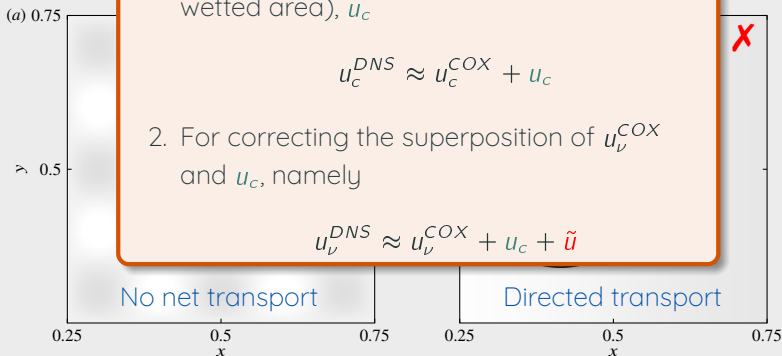 (a) 0.75
wetted area), u_c
✗
u_c^{DNS} ≈ u_c^{COX} + u_c
2. For correcting the superposition of u_ν^{COX}
and u_c, namely
y 0.5
u_ν^{DNS} ≈ u_ν^{COX} + u_c + ũ
No net transport Directed transport
0.25 0.5 0.75 0.25 0.5 0.75
x x